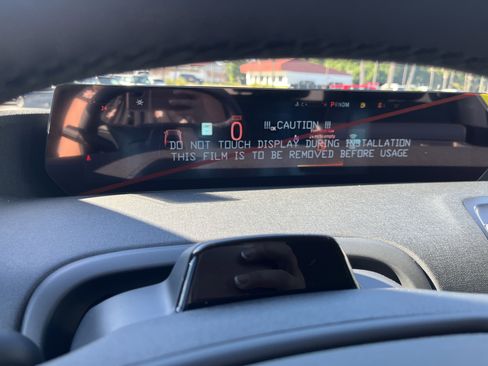 0
!!! CAUTION !!!
DO NOT TOUCH DISPLAY DURING INSTALLATION
THIS FILM IS TO BE REMOVED BEFORE USAGE